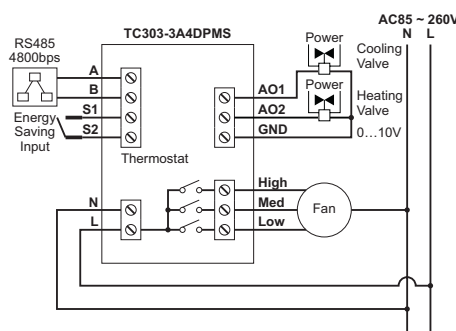 TC303-3A4DPMS
AC85 ~ 260V
N L
RS485
4800bps
A
B
S1
S2
Energy
Saving
Input
Thermostat
AO1
AO2
GND
Power
Cooling
Valve
Power
Heating
Valve
0...10V
N
L
High
Med
Low
Fan